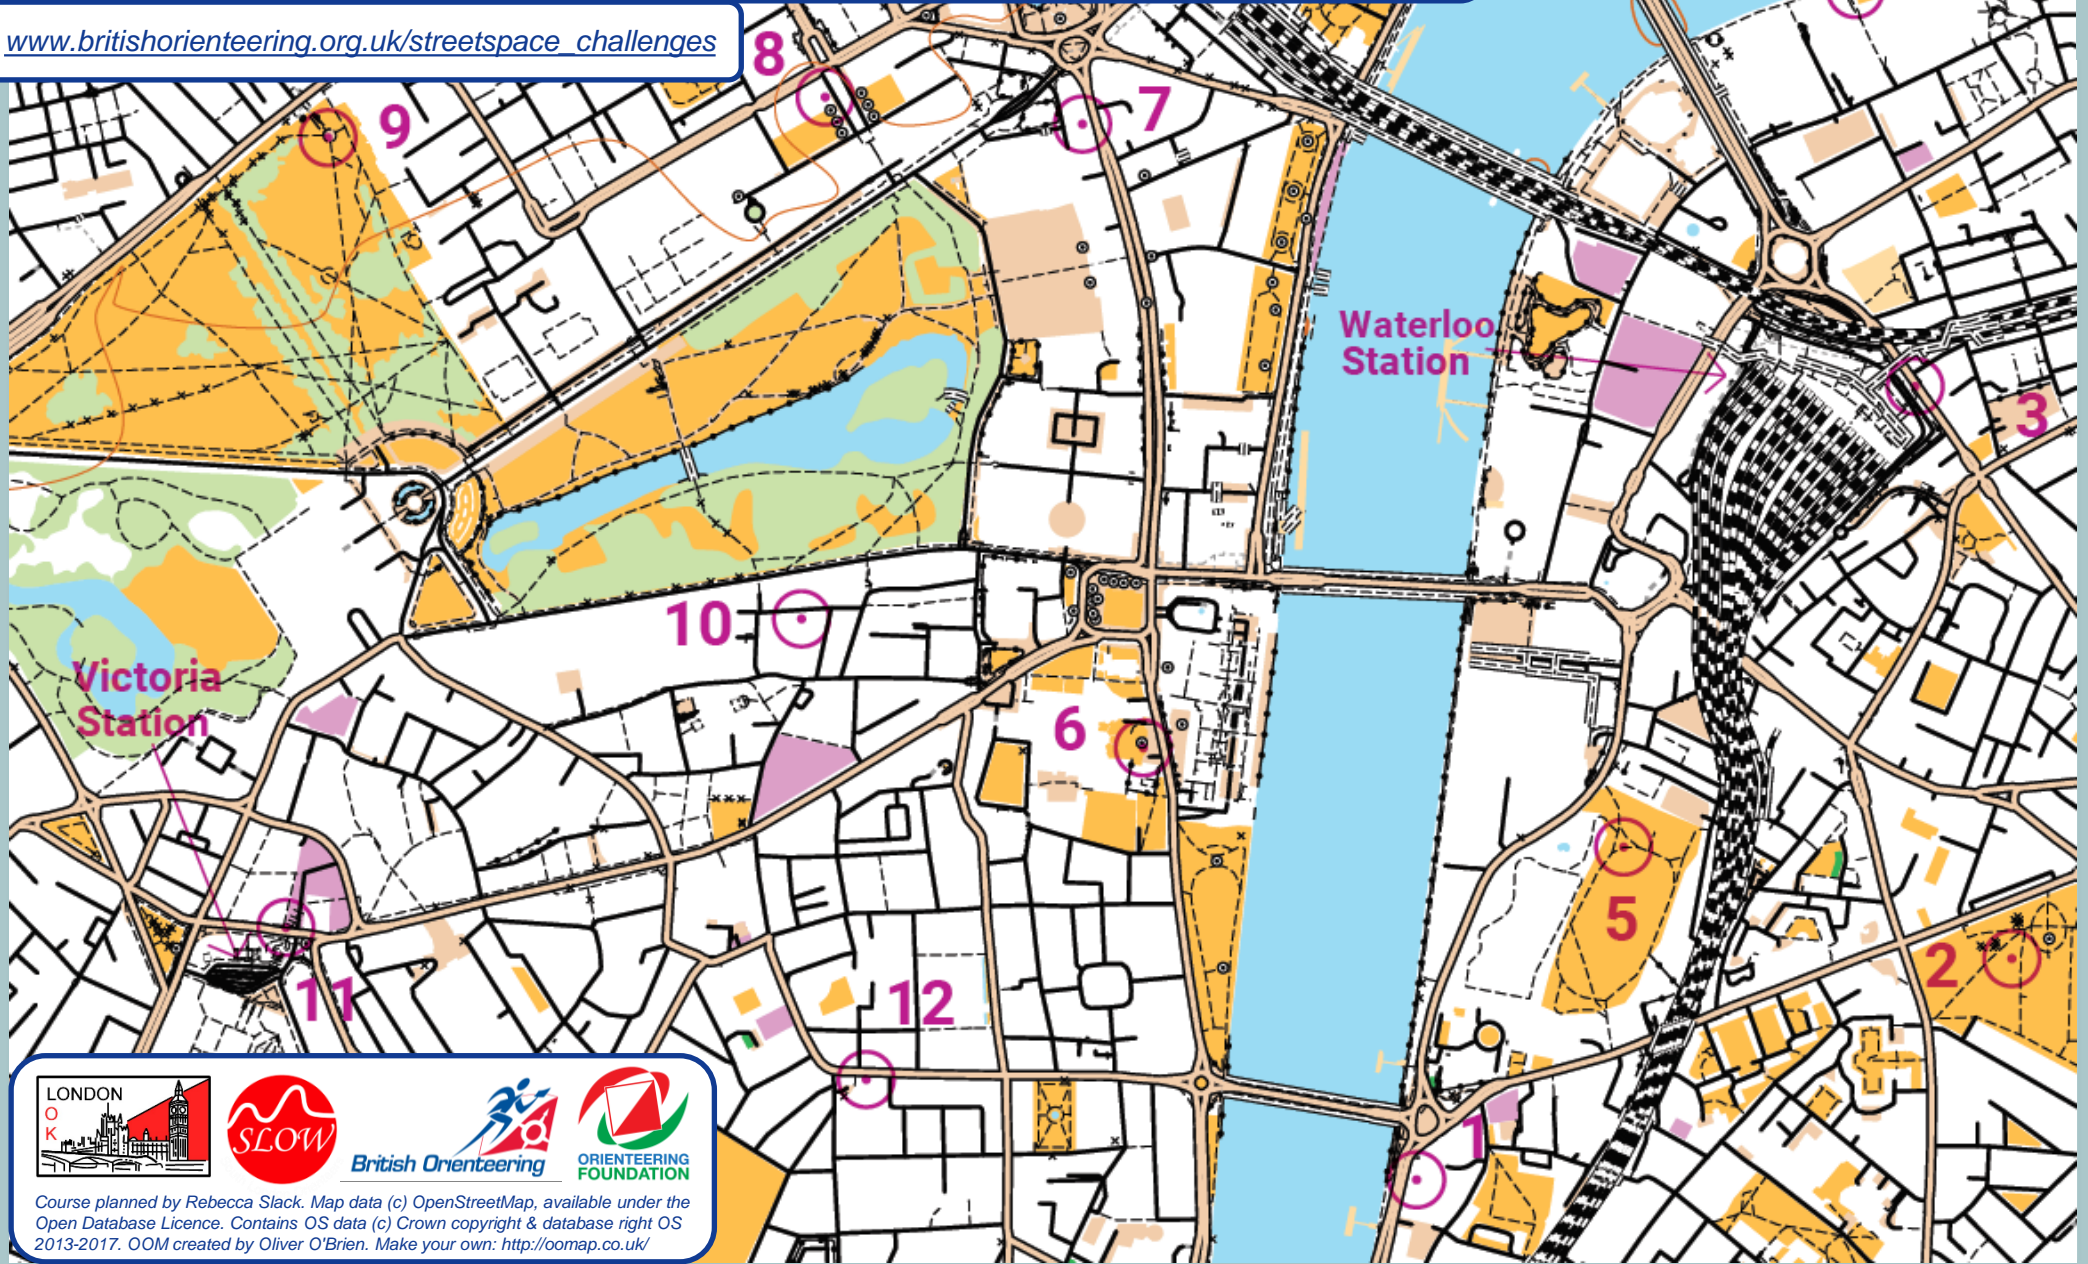 www.britishorienteering.org.uk/streetspace_challenges
8
9
7
Waterloo
Station
3
10
Victoria
Station
6
5
2
11
12
1
LONDON
O
K
SLOW
British Orienteering
ORIENTEERING
FOUNDATION
Course planned by Rebecca Slack. Map data (c) OpenStreetMap, available under the
Open Database Licence. Contains OS data (c) Crown copyright & database right OS
2013-2017. OOM created by Oliver O'Brien. Make your own: http://oomap.co.uk/